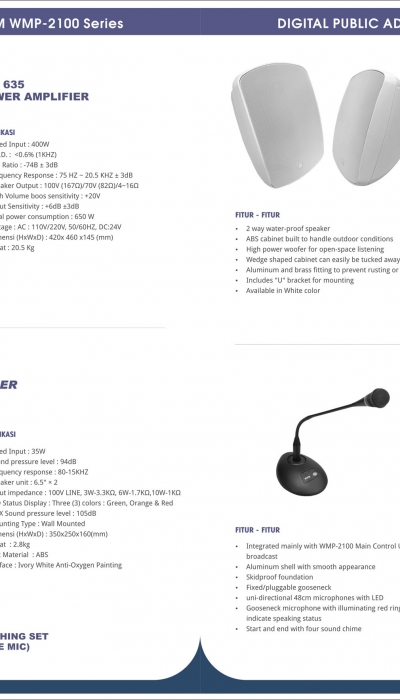 M WMP-2100 Series
DIGITAL PUBLIC AD
635
WER AMPLIFIER
IKASI
ed Input : 400W
.D. : <0.6% (1KHZ)
Ratio : -74B ± 3dB
quency Response : 75 HZ ~ 20.5 KHZ ± 3dB
eaker Output : 100V (167Ω)/70V (82Ω)/4~16Ω
h Volume boos sensitivity : +20V
ut Sensitivity : +6dB ±3dB
al power consumption : 650 W
tage : AC : 110V/220V, 50/60HZ, DC;24V
mensi (HxWxD) : 420x 460 x145 (mm)
at : 20.5 Kg
FITUR - FITUR
• 2 way water-proof speaker
• ABS cabinet built to handle outdoor conditions
• High power woofer for open-space listening
• Wedge shaped cabinet can easily be tucked away
• Aluminum and brass fitting to prevent rusting or
• Includes "U" bracket for mounting
• Available in White color
ER
IKASI
ed Input : 35W
und pressure level : 94dB
quency response : 80-15KHZ
eaker unit : 6.5" × 2
ut impedance : 100V LINE, 3W-3.3KΩ, 6W-1.7KΩ,10W-1KΩ
Status Display : Three (3) colors : Green, Orange & Red
X Sound pressure level : 105dB
unting Type : Wall Mounted
mensi (HxWxD) : 350x250x160(mm)
at : 2.8kg
Material : ABS
face : Ivory White Anti-Oxygen Painting
FITUR - FITUR
• Integrated mainly with WMP-2100 Main Control U
broadcast
• Aluminum shell with smooth appearance
• Skidproof foundation
• Fixed/pluggable gooseneck
• uni-directional 48cm microphones with LED
• Gooseneck microphone with illuminating red ring
indicate speaking status
• Start and end with four sound chime
HING SET
E MIC)